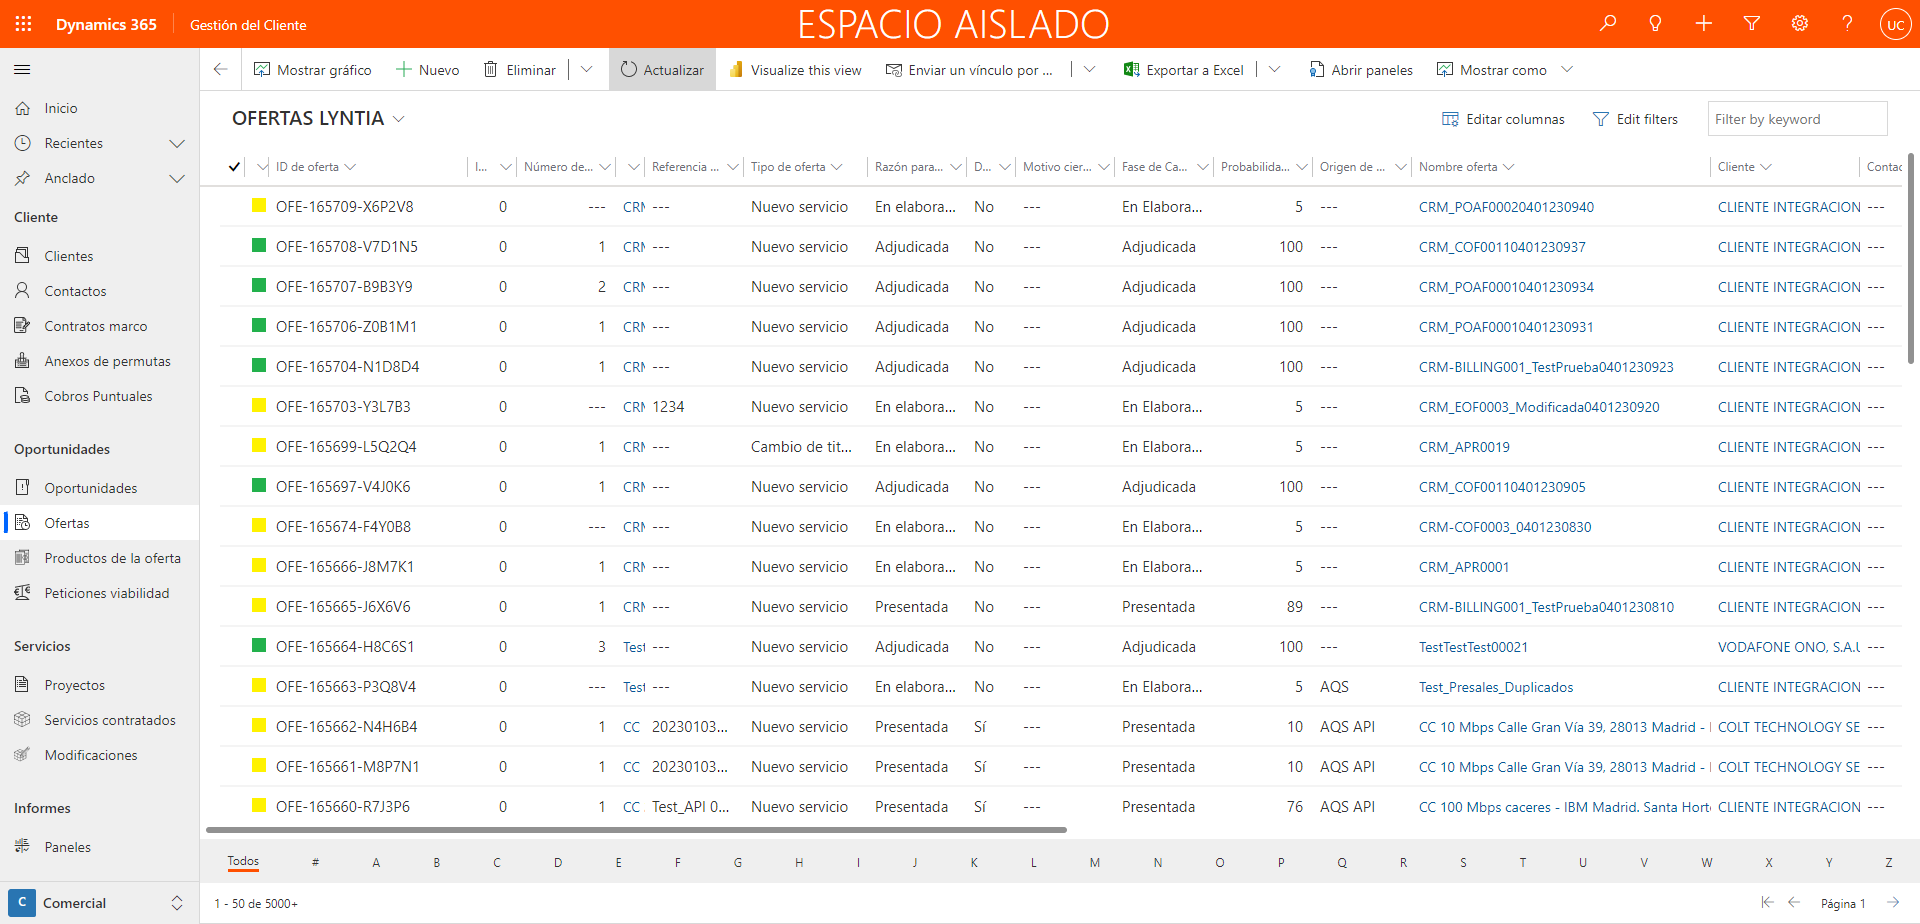 Dynamics 365 Gestión del Cliente ESPACIO AISLADO UC
Mostrar gráfico Nuevo Eliminar Actualizar Visualize this view Enviar un vínculo por ... Exportar a Excel Abrir paneles Mostrar como
Inicio
Recientes
Anclado
Cliente
Clientes
Contactos
Contratos marco
Anexos de permutas
Cobros Puntuales
Oportunidades
Oportunidades
Ofertas
Productos de la oferta
Peticiones viabilidad
Servicios
Proyectos
Servicios contratados
Modificaciones
Informes
Paneles
C Comercial
OFERTAS LYNTIA Editar columnas Edit filters Filter by keyword
ID de oferta I... Número de... Referencia ... Tipo de oferta Razón para... D... Motivo cier... Fase de Ca... Probabilida... Origen de ... Nombre oferta Cliente Contac
OFE-165709-X6P2V8 0 --- CRM --- Nuevo servicio En elabora... No --- En Elabora... 5 --- CRM_POAF00020401230940 CLIENTE INTEGRACION ---
OFE-165708-V7D1N5 0 1 CRM --- Nuevo servicio Adjudicada No --- Adjudicada 100 --- CRM_COF00110401230937 CLIENTE INTEGRACION ---
OFE-165707-B9B3Y9 0 2 CRM --- Nuevo servicio Adjudicada No --- Adjudicada 100 --- CRM_POAF00010401230934 CLIENTE INTEGRACION ---
OFE-165706-Z0B1M1 0 1 CRM --- Nuevo servicio Adjudicada No --- Adjudicada 100 --- CRM_POAF00010401230931 CLIENTE INTEGRACION ---
OFE-165704-N1D8D4 0 1 CRM --- Nuevo servicio Adjudicada No --- Adjudicada 100 --- CRM-BILLING001_TestPrueba0401230923 CLIENTE INTEGRACION ---
OFE-165703-Y3L7B3 0 --- CRM 1234 Nuevo servicio En elabora... No --- En Elabora... 5 --- CRM_EOF0003_Modificada0401230920 CLIENTE INTEGRACION ---
OFE-165699-L5Q2Q4 0 1 CRM --- Cambio de tit... En elabora... No --- En Elabora... 5 --- CRM_APR0019 CLIENTE INTEGRACION ---
OFE-165697-V4J0K6 0 1 CRM --- Nuevo servicio Adjudicada No --- Adjudicada 100 --- CRM_COF00110401230905 CLIENTE INTEGRACION ---
OFE-165674-F4Y0B8 0 --- CRM --- Nuevo servicio En elabora... No --- En Elabora... 5 --- CRM-COF0003_0401230830 CLIENTE INTEGRACION ---
OFE-165666-J8M7K1 0 1 CRM --- Nuevo servicio En elabora... No --- En Elabora... 5 --- CRM_APR0001 CLIENTE INTEGRACION ---
OFE-165665-J6X6V6 0 1 CRM --- Nuevo servicio Presentada No --- Presentada 89 --- CRM-BILLING001_TestPrueba0401230810 CLIENTE INTEGRACION ---
OFE-165664-H8C6S1 0 3 Test --- Nuevo servicio Adjudicada No --- Adjudicada 100 --- TestTestTest00021 VODAFONE ONO, S.A.U ---
OFE-165663-P3Q8V4 0 --- Test --- Nuevo servicio En elabora... No --- En Elabora... 5 AQS Test_Presales_Duplicados CLIENTE INTEGRACION ---
OFE-165662-N4H6B4 0 1 CC 20230103... Nuevo servicio Presentada Sí --- Presentada 10 AQS API CC 10 Mbps Calle Gran Vía 39, 28013 Madrid - COLT TECHNOLOGY SE ---
OFE-165661-M8P7N1 0 1 CC 20230103... Nuevo servicio Presentada Sí --- Presentada 10 AQS API CC 10 Mbps Calle Gran Vía 39, 28013 Madrid - COLT TECHNOLOGY SE ---
OFE-165660-R7J3P6 0 1 CC Test_API 0... Nuevo servicio Presentada Sí --- Presentada 76 AQS API CC 100 Mbps caceres - IBM Madrid. Santa Hort CLIENTE INTEGRACION ---
Todos # A B C D E F G H I J K L M N O P Q R S T U V W X Y Z
1 - 50 de 5000+ Página 1